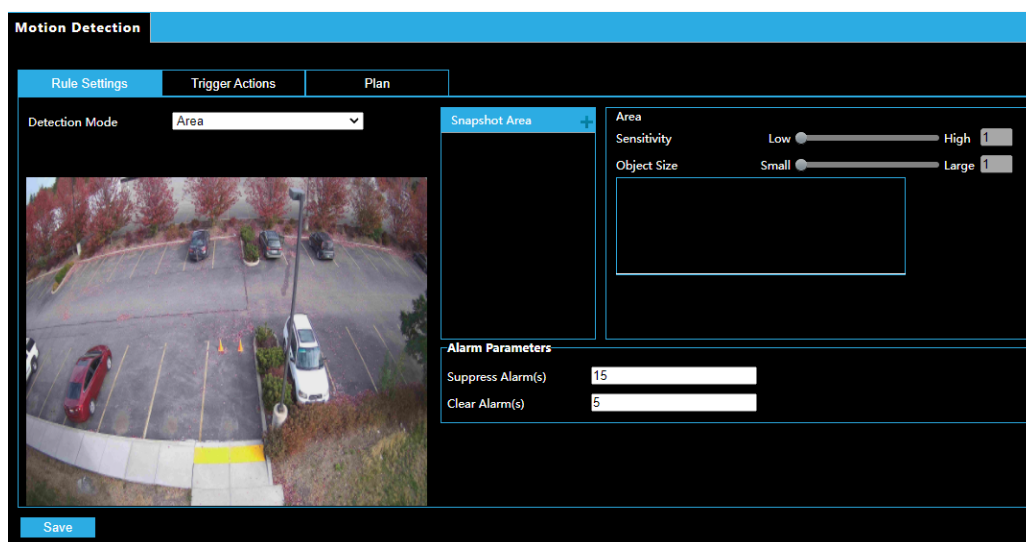 Motion Detection
Rule Settings Trigger Actions Plan
Detection Mode Area
Snapshot Area +
Area
Sensitivity Low High 1
Object Size Small Large 1
Alarm Parameters
Suppress Alarm(s) 15
Clear Alarm(s) 5
Save